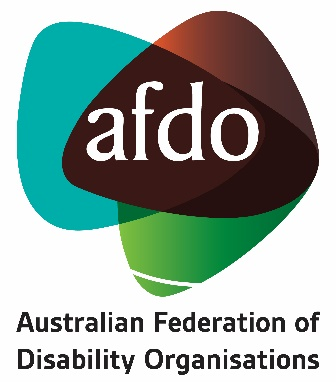 afdo
Australian Federation of
Disability Organisations